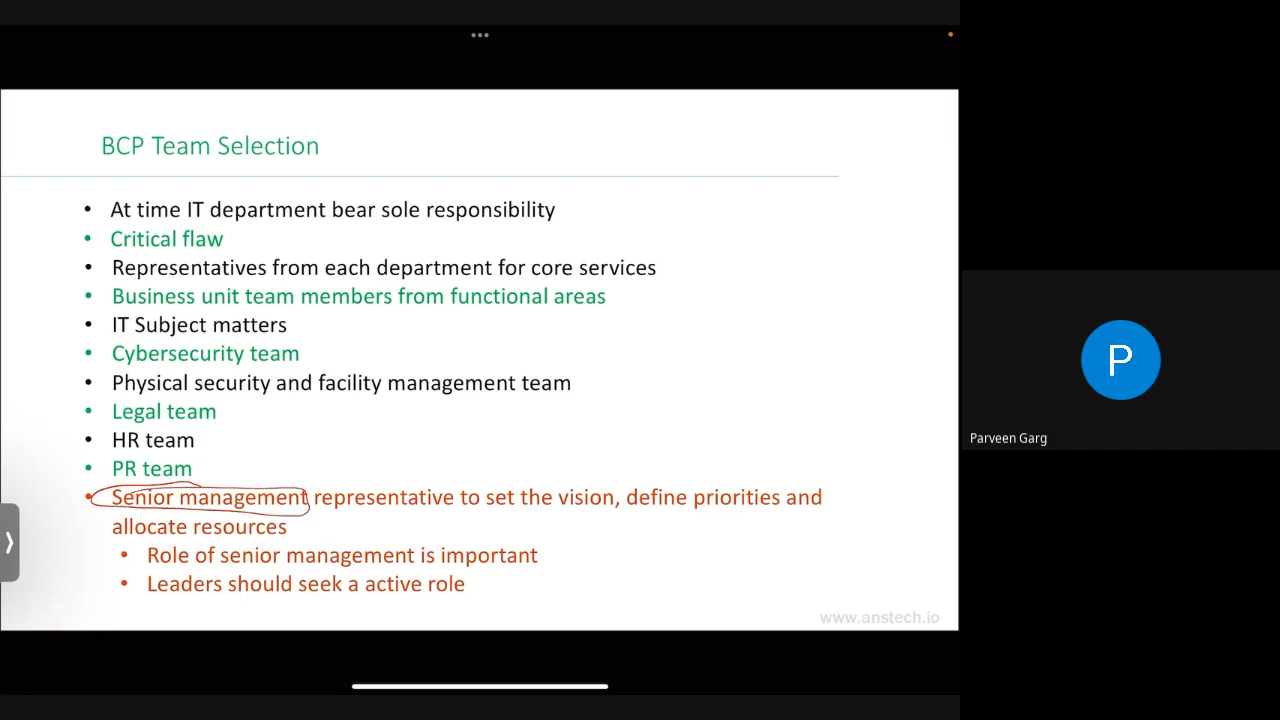 BCP Team Selection
• At time IT department bear sole responsibility
• Critical flaw
• Representatives from each department for core services
• Business unit team members from functional areas
• IT Subject matters
• Cybersecurity team
• Physical security and facility management team
• Legal team
• HR team
• PR team
• Senior management representative to set the vision, define priorities and
allocate resources
• Role of senior management is important
• Leaders should seek a active role
www.anstech.io
P
Parveen Garg